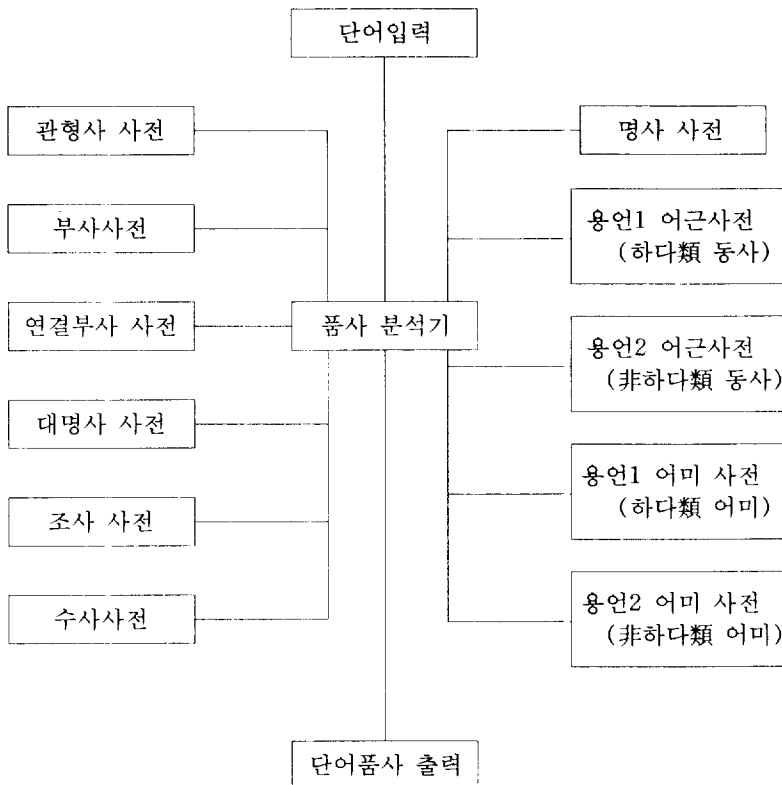 단어입력
관형사 사전
명사 사전
부사사전
용언1 어근사전
(하다類 동사)
연결부사 사전
품사 분석기
용언2 어근사전
(非하다類 동사)
대명사 사전
용언1 어미 사전
(하다類 어미)
조사 사전
수사사전
용언2 어미 사전
(非하다類 어미)
단어품사 출력